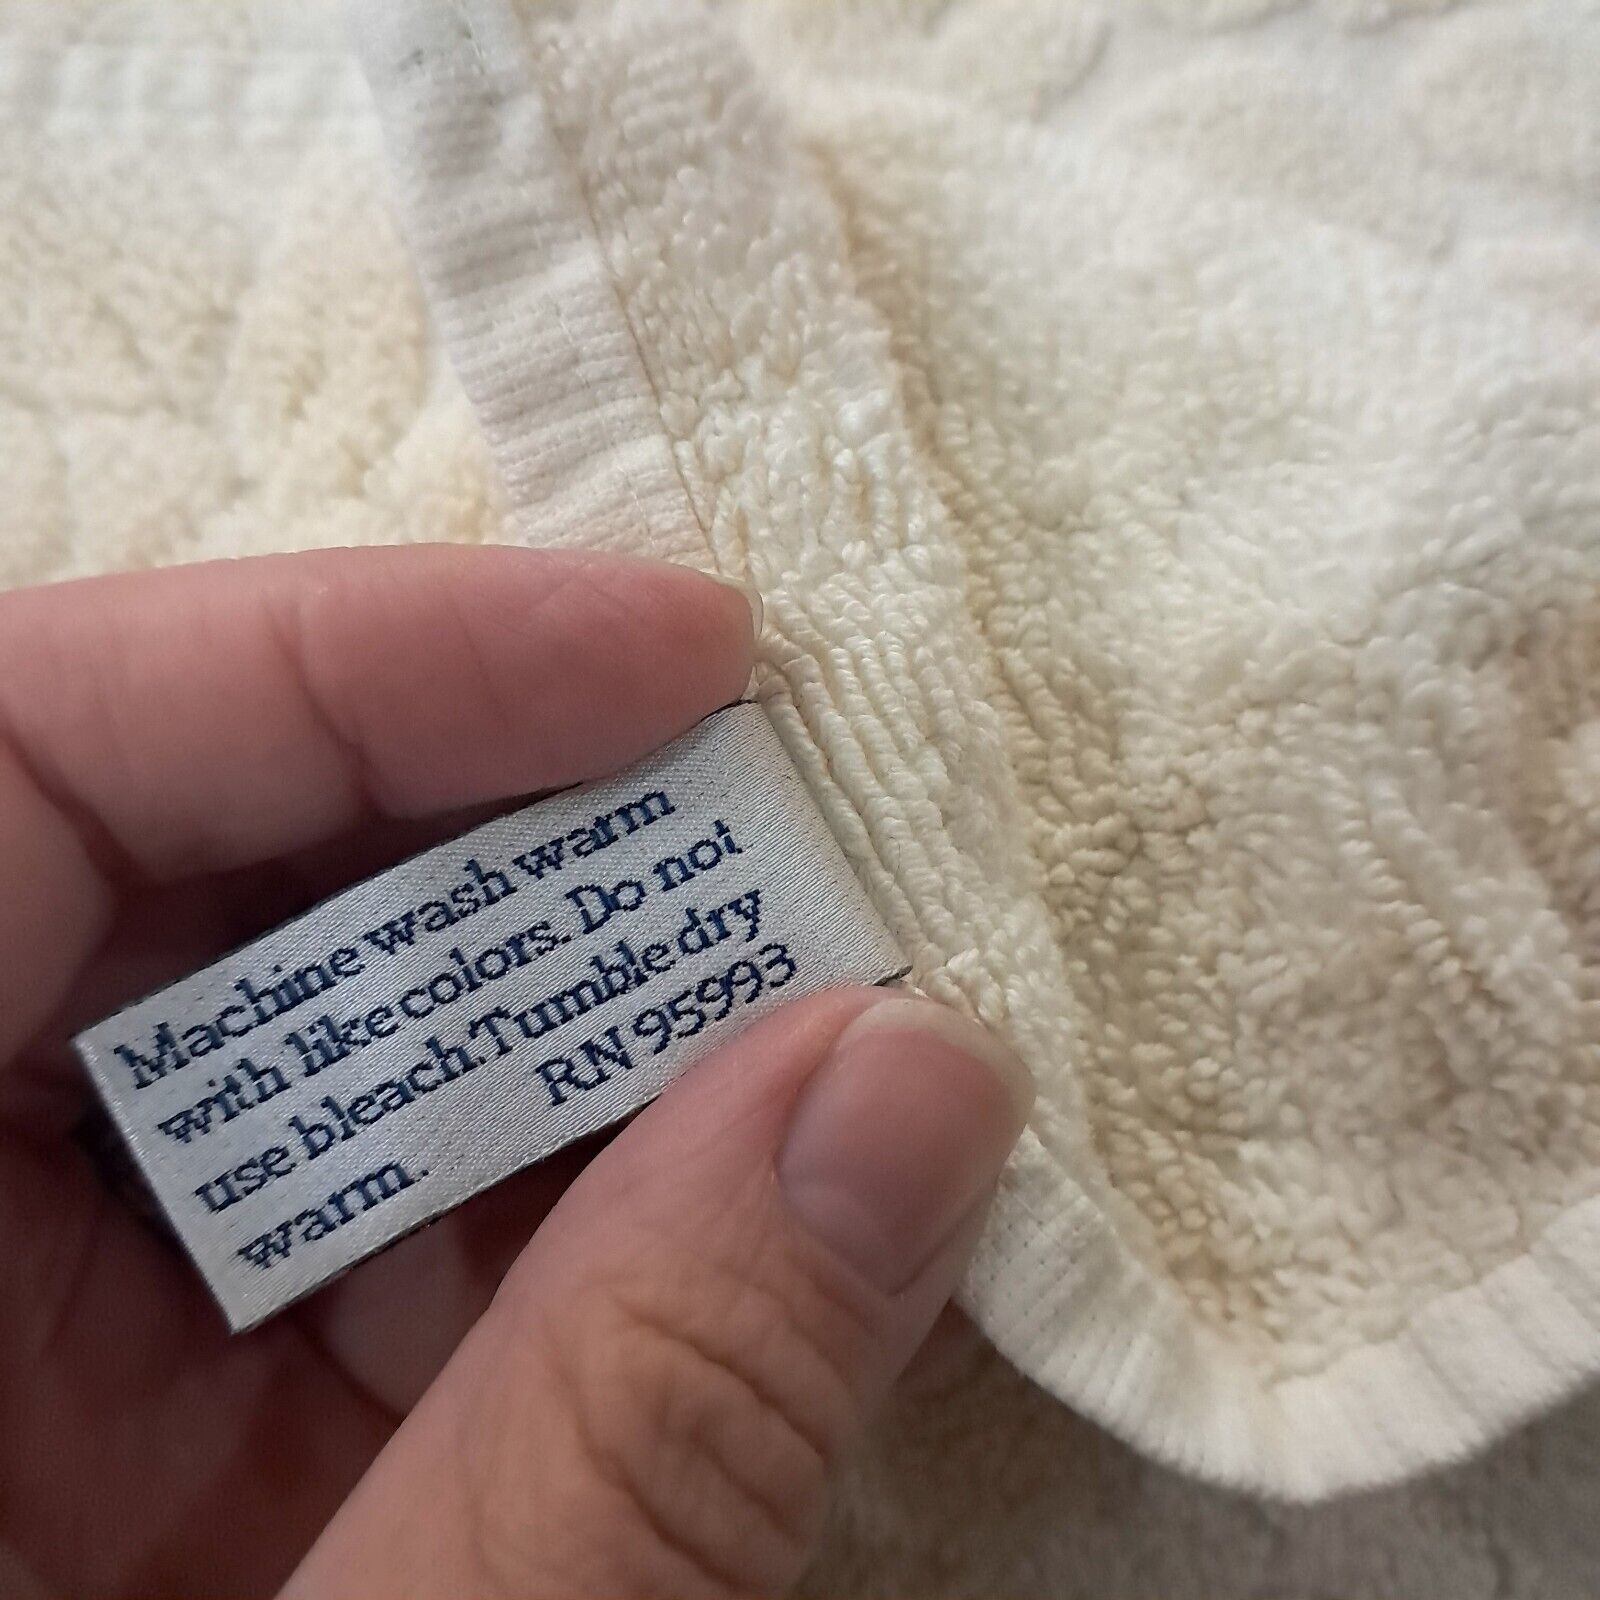 Machine wash warm
with like colors. Do not
use bleach. Tumble dry
warm. RN 95993